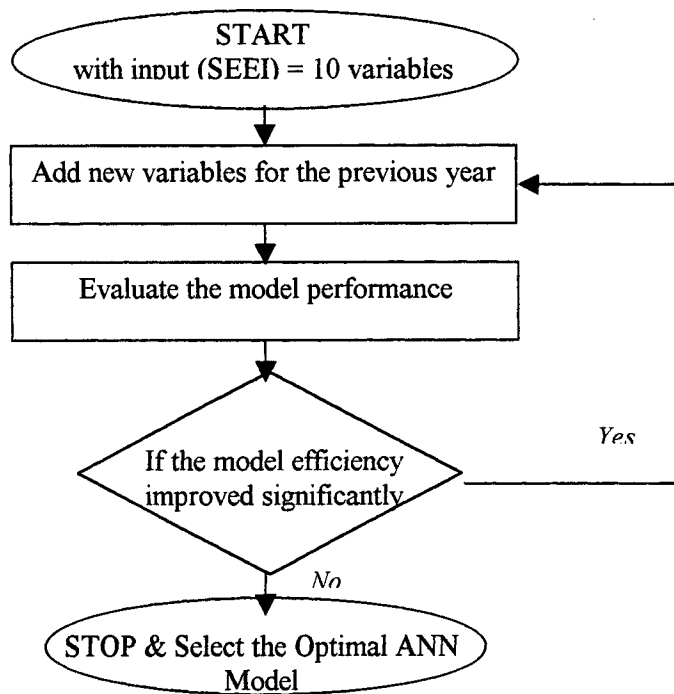 START
with input (SEEI) = 10 variables
Add new variables for the previous year
Evaluate the model performance
If the model efficiency
improved significantly
Yes
No
STOP & Select the Optimal ANN
Model